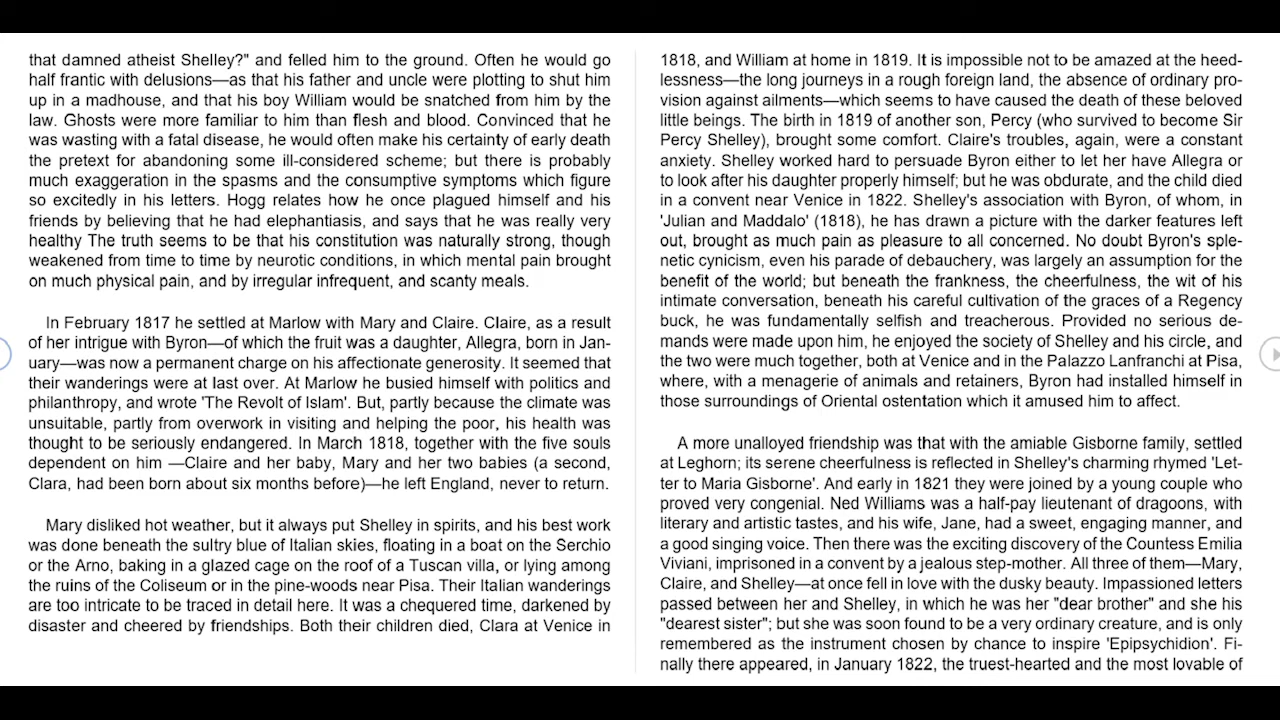 that damned atheist Shelley?" and felled him to the ground. Often he would go
half frantic with delusions—as that his father and uncle were plotting to shut him
up in a madhouse, and that his boy William would be snatched from him by the
law. Ghosts were more familiar to him than flesh and blood. Convinced that he
was wasting with a fatal disease, he would often make his certainty of early death
the pretext for abandoning some ill-considered scheme; but there is probably
much exaggeration in the spasms and the consumptive symptoms which figure
so excitedly in his letters. Hogg relates how he once plagued himself and his
friends by believing that he had elephantiasis, and says that he was really very
healthy The truth seems to be that his constitution was naturally strong, though
weakened from time to time by neurotic conditions, in which mental pain brought
on much physical pain, and by irregular infrequent, and scanty meals.
In February 1817 he settled at Marlow with Mary and Claire. Claire, as a result
of her intrigue with Byron—of which the fruit was a daughter, Allegra, born in Jan-
uary—was now a permanent charge on his affectionate generosity. It seemed that
their wanderings were at last over. At Marlow he busied himself with politics and
philanthropy, and wrote 'The Revolt of Islam'. But, partly because the climate was
unsuitable, partly from overwork in visiting and helping the poor, his health was
thought to be seriously endangered. In March 1818, together with the five souls
dependent on him —Claire and her baby, Mary and her two babies (a second,
Clara, had been born about six months before)—he left England, never to return.
Mary disliked hot weather, but it always put Shelley in spirits, and his best work
was done beneath the sultry blue of Italian skies, floating in a boat on the Serchio
or the Arno, baking in a glazed cage on the roof of a Tuscan villa, or lying among
the ruins of the Coliseum or in the pine-woods near Pisa. Their Italian wanderings
are too intricate to be traced in detail here. It was a chequered time, darkened by
disaster and cheered by friendships. Both their children died, Clara at Venice in
1818, and William at home in 1819. It is impossible not to be amazed at the heed-
lessness—the long journeys in a rough foreign land, the absence of ordinary pro-
vision against ailments—which seems to have caused the death of these beloved
little beings. The birth in 1819 of another son, Percy (who survived to become Sir
Percy Shelley), brought some comfort. Claire's troubles, again, were a constant
anxiety. Shelley worked hard to persuade Byron either to let her have Allegra or
to look after his daughter properly himself; but he was obdurate, and the child died
in a convent near Venice in 1822. Shelley's association with Byron, of whom, in
'Julian and Maddalo' (1818), he has drawn a picture with the darker features left
out, brought as much pain as pleasure to all concerned. No doubt Byron's sple-
netic cynicism, even his parade of debauchery, was largely an assumption for the
benefit of the world; but beneath the frankness, the cheerfulness, the wit of his
intimate conversation, beneath his careful cultivation of the graces of a Regency
buck, he was fundamentally selfish and treacherous. Provided no serious de-
mands were made upon him, he enjoyed the society of Shelley and his circle, and
the two were much together, both at Venice and in the Palazzo Lanfranchi at Pisa,
where, with a menagerie of animals and retainers, Byron had installed himself in
those surroundings of Oriental ostentation which it amused him to affect.
A more unalloyed friendship was that with the amiable Gisborne family, settled
at Leghorn; its serene cheerfulness is reflected in Shelley's charming rhymed 'Let-
ter to Maria Gisborne'. And early in 1821 they were joined by a young couple who
proved very congenial. Ned Williams was a half-pay lieutenant of dragoons, with
literary and artistic tastes, and his wife, Jane, had a sweet, engaging manner, and
a good singing voice. Then there was the exciting discovery of the Countess Emilia
Viviani, imprisoned in a convent by a jealous step-mother. All three of them—Mary,
Claire, and Shelley—at once fell in love with the dusky beauty. Impassioned letters
passed between her and Shelley, in which he was her "dear brother" and she his
"dearest sister"; but she was soon found to be a very ordinary creature, and is only
remembered as the instrument chosen by chance to inspire 'Epipsychidion'. Fi-
nally there appeared, in January 1822, the truest-hearted and the most lovable of